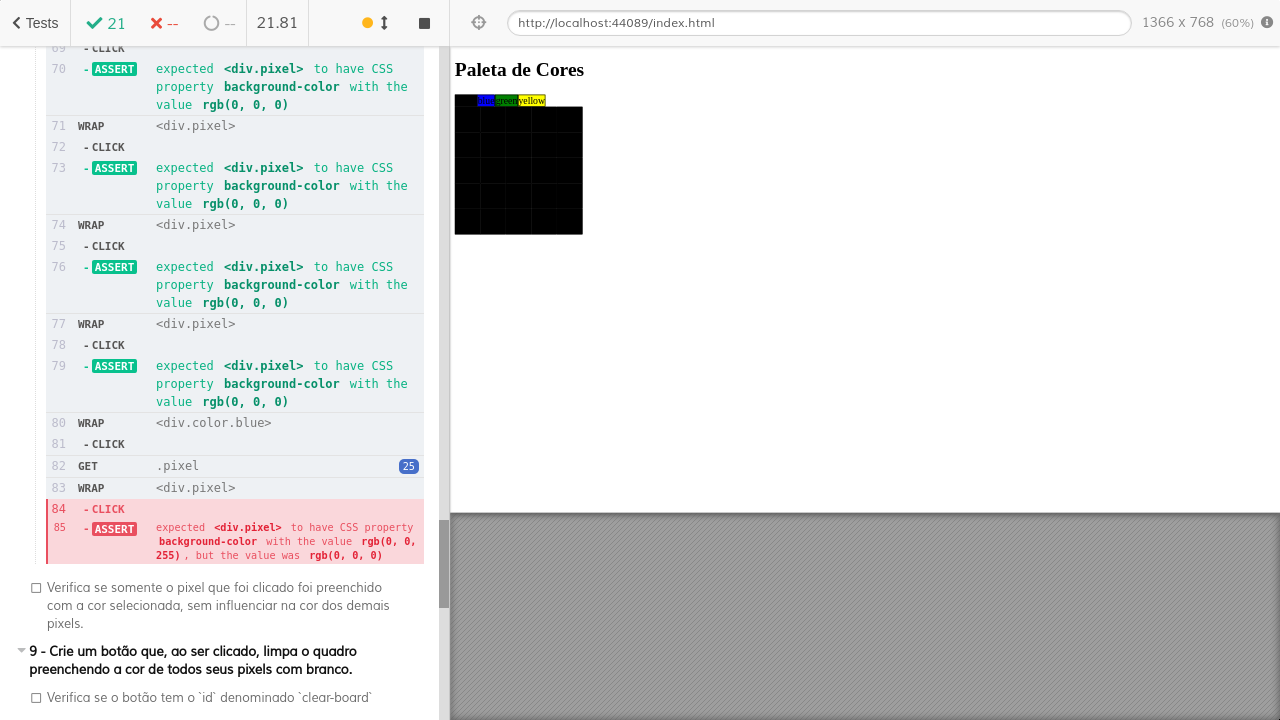 Tests
21
--
--
21.81
http://localhost:44089/index.html
1366 x 768 (60%)
69 -CLICK
70 -ASSERT expected <div.pixel> to have CSS
property background-color with the
value rgb(0, 0, 0)
71 WRAP <div.pixel>
72 -CLICK
73 -ASSERT expected <div.pixel> to have CSS
property background-color with the
value rgb(0, 0, 0)
74 WRAP <div.pixel>
75 -CLICK
76 -ASSERT expected <div.pixel> to have CSS
property background-color with the
value rgb(0, 0, 0)
77 WRAP <div.pixel>
78 -CLICK
79 -ASSERT expected <div.pixel> to have CSS
property background-color with the
value rgb(0, 0, 0)
80 WRAP <div.color.blue>
81 -CLICK
82 GET .pixel 25
83 WRAP <div.pixel>
84 -CLICK
85 -ASSERT expected <div.pixel> to have CSS property
background-color with the value rgb(0, 0,
255), but the value was rgb(0, 0, 0)
Verifica se somente o pixel que foi clicado foi preenchido
com a cor selecionada, sem influenciar na cor dos demais
pixels.
9 - Crie um botão que, ao ser clicado, limpa o quadro
preenchendo a cor de todos seus pixels com branco.
Verifica se o botão tem o `id` denominado `clear-board`
Paleta de Cores
blue green yellow